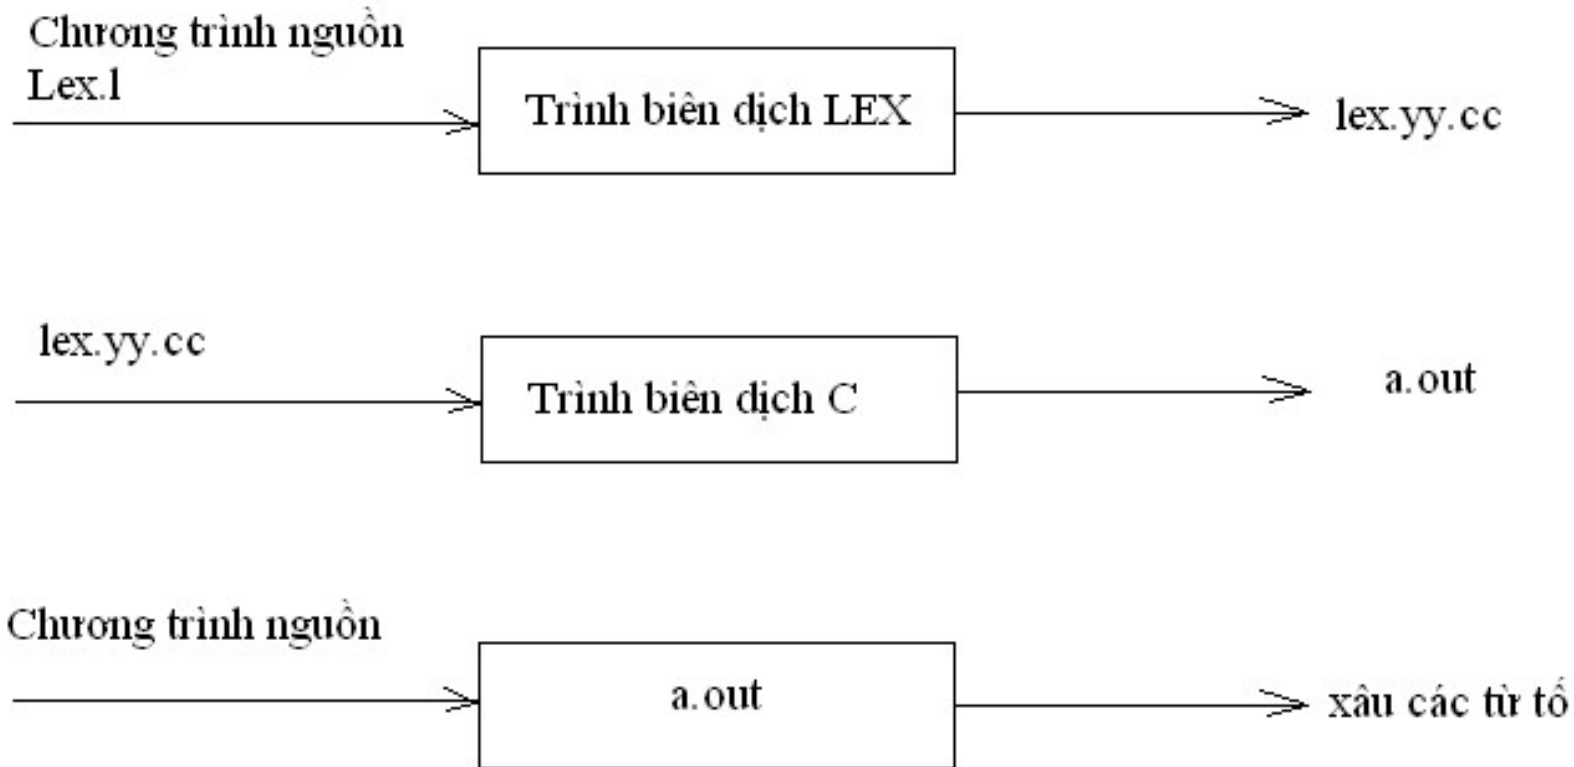 Chương trình nguồn
Lex.l
Trình biên dịch LEX
lex.yy.cc
lex.yy.cc
Trình biên dịch C
a.out
Chương trình nguồn
a.out
xâu các từ tố